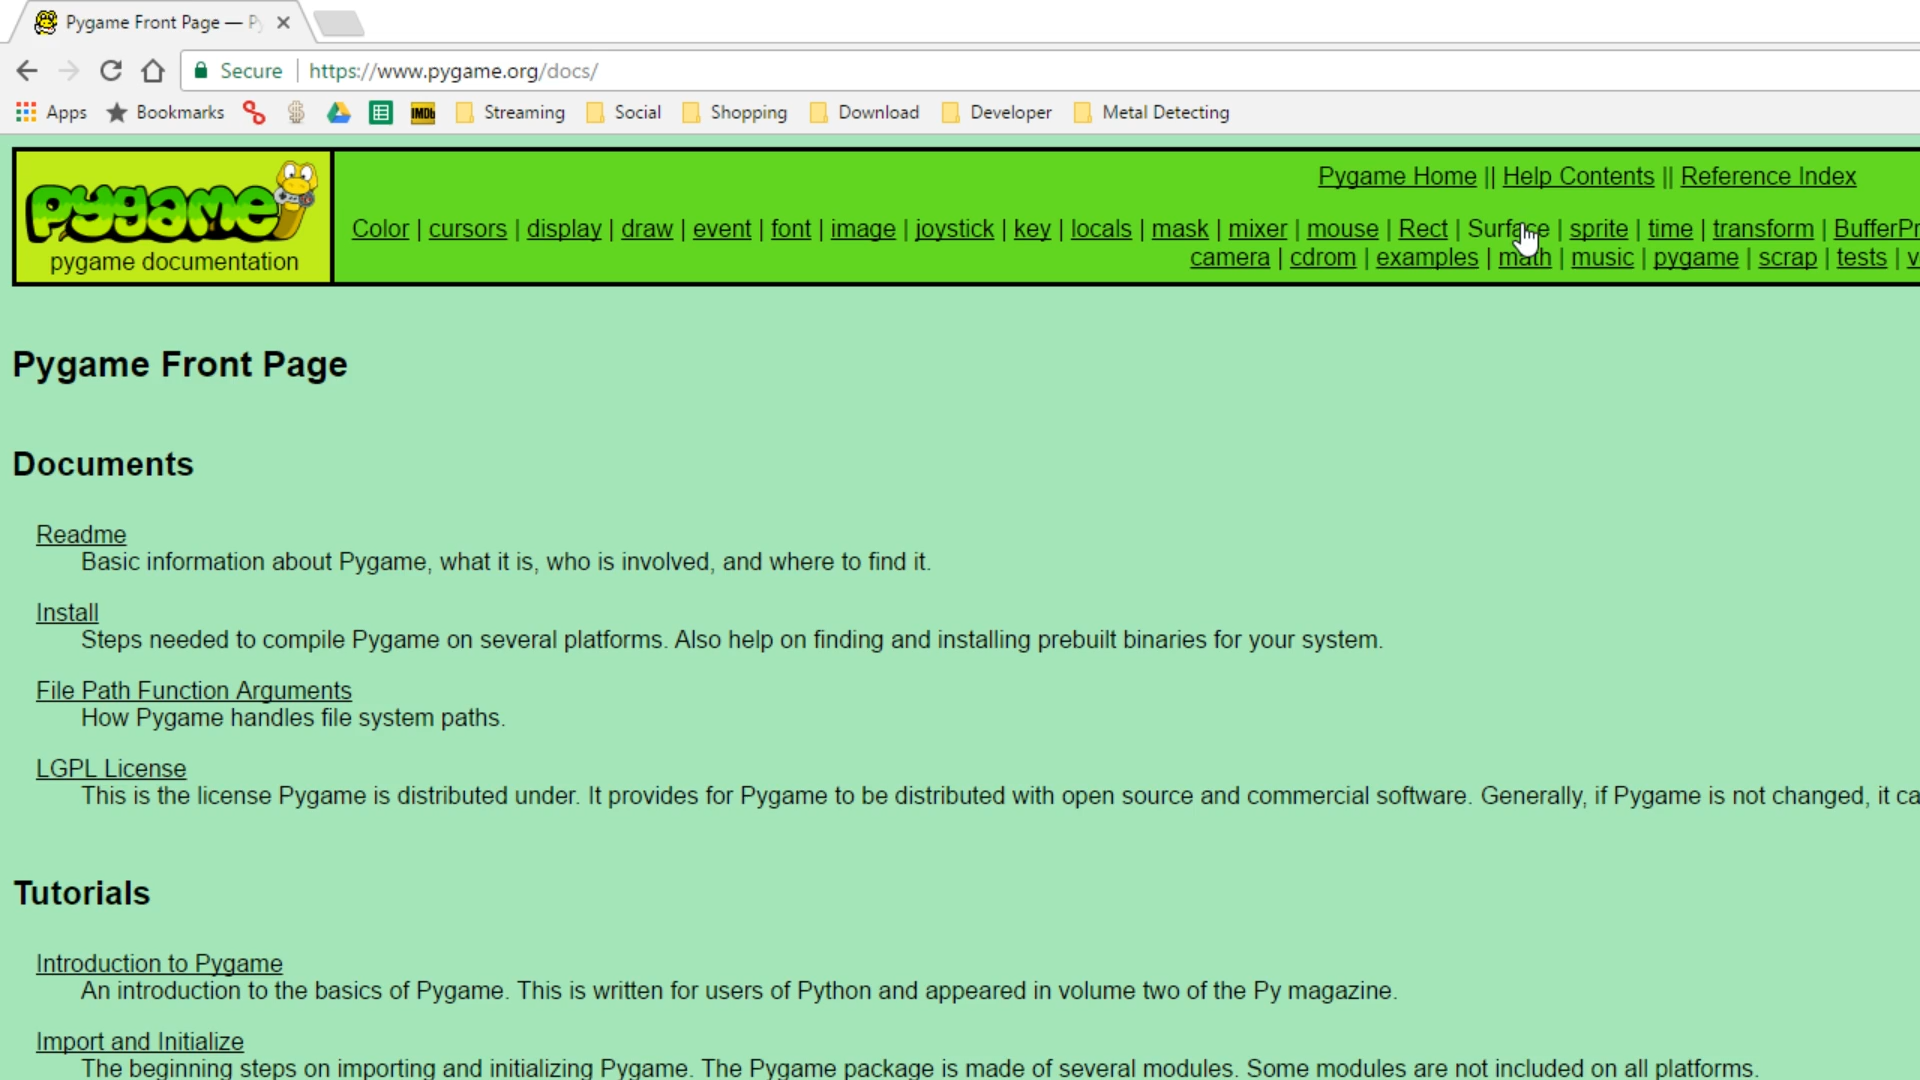 Pygame Front Page — P
Secure https://www.pygame.org/docs/
Apps Bookmarks IMDb Streaming Social Shopping Download Developer Metal Detecting
pygame
pygame documentation
Pygame Home || Help Contents || Reference Index
Color | cursors | display | draw | event | font | image | joystick | key | locals | mask | mixer | mouse | Rect | Surface | sprite | time | transform | BufferPr
camera | cdrom | examples | math | music | pygame | scrap | tests | v
Pygame Front Page
Documents
Readme
Basic information about Pygame, what it is, who is involved, and where to find it.
Install
Steps needed to compile Pygame on several platforms. Also help on finding and installing prebuilt binaries for your system.
File Path Function Arguments
How Pygame handles file system paths.
LGPL License
This is the license Pygame is distributed under. It provides for Pygame to be distributed with open source and commercial software. Generally, if Pygame is not changed, it ca
Tutorials
Introduction to Pygame
An introduction to the basics of Pygame. This is written for users of Python and appeared in volume two of the Py magazine.
Import and Initialize
The beginning steps on importing and initializing Pygame. The Pygame package is made of several modules. Some modules are not included on all platforms.